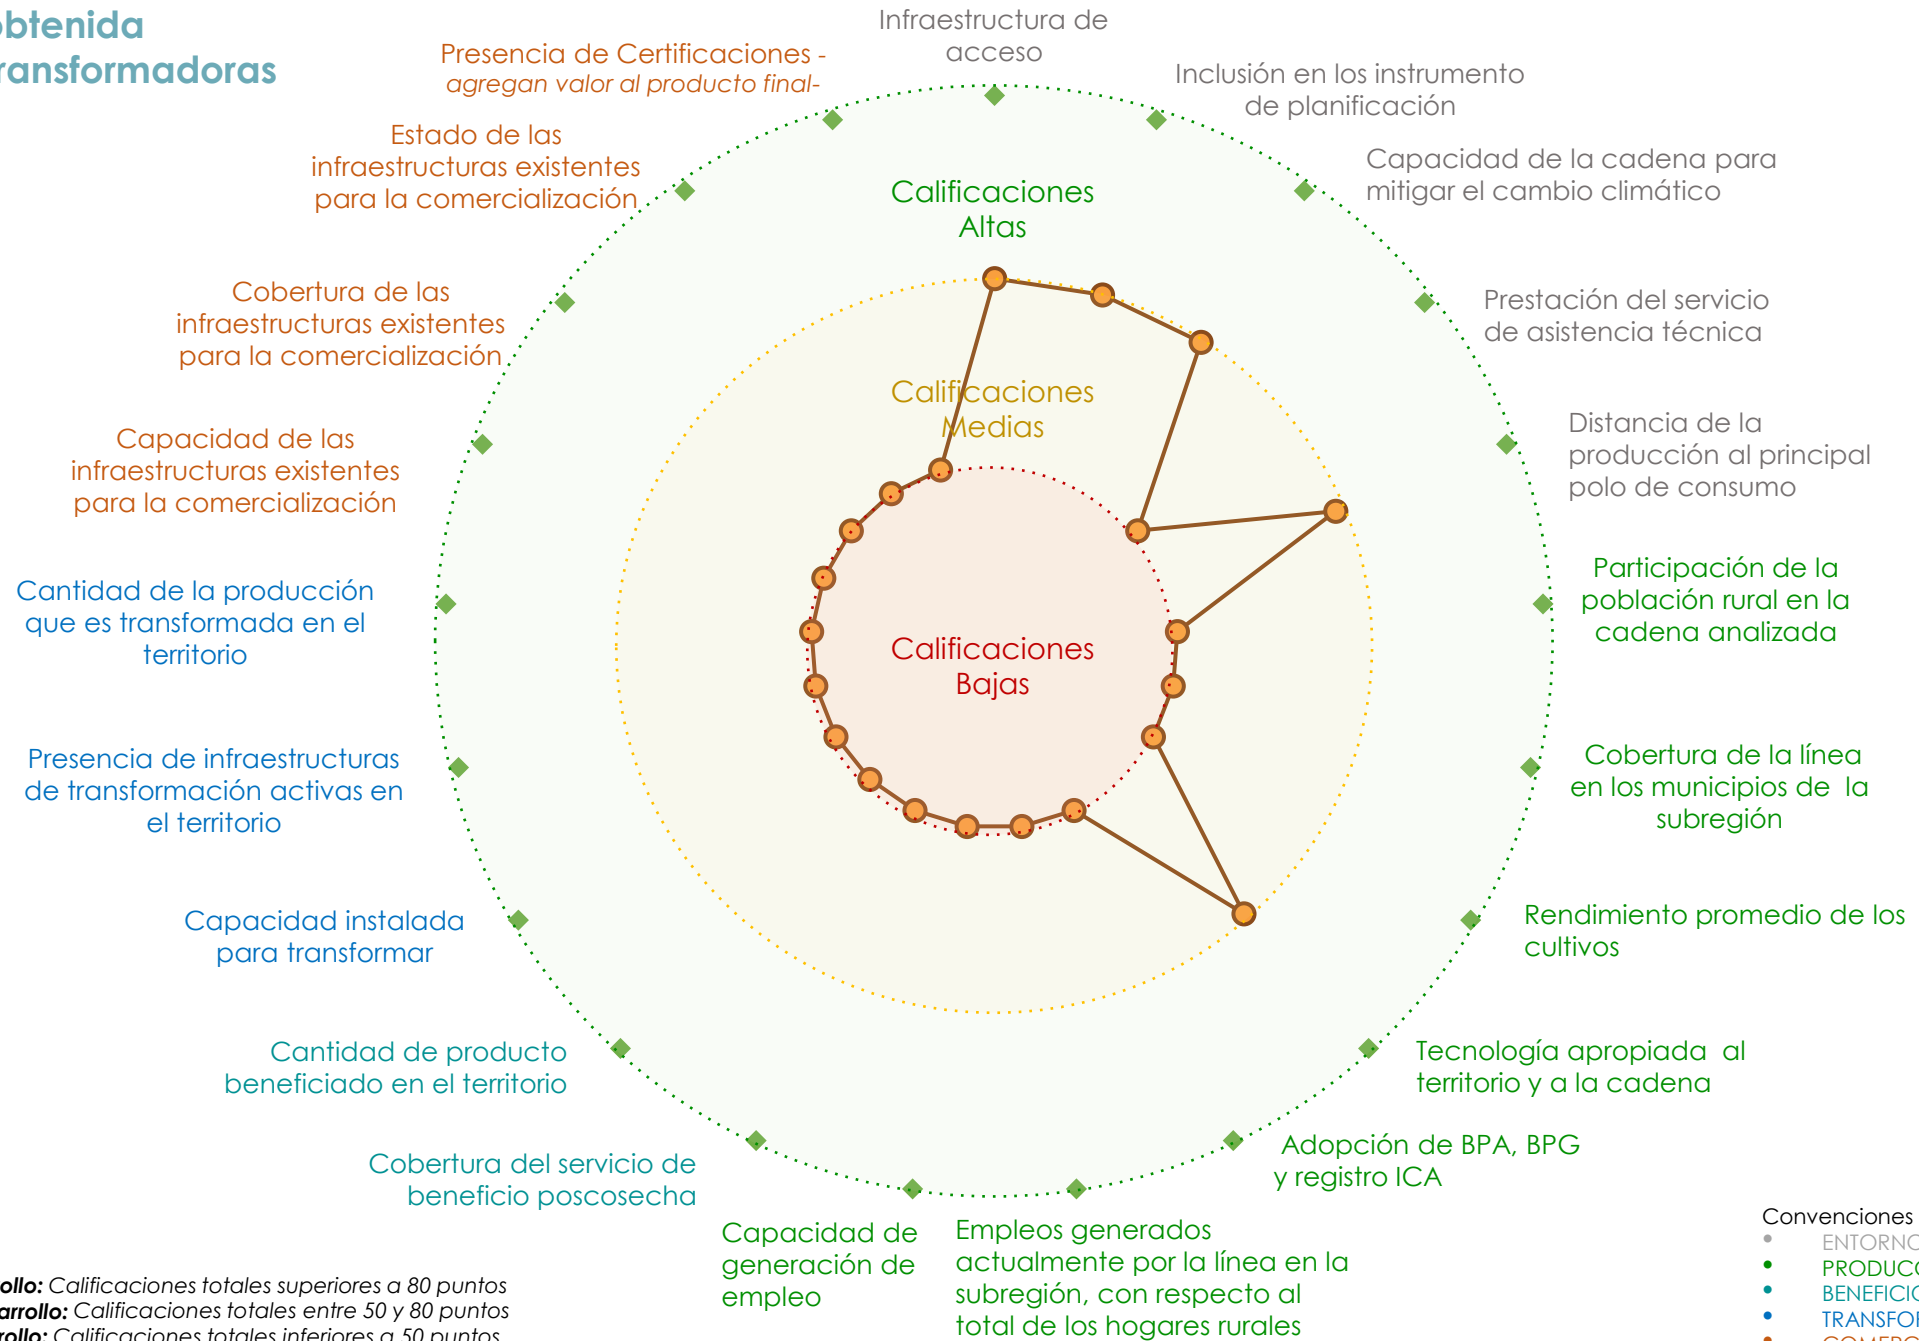 Infraestructura de
acceso
Presencia de Certificaciones -
agregan valor al producto final-
Inclusión en los instrumento
de planificación
Estado de las
infraestructuras existentes
para la comercialización
Capacidad de la cadena para
mitigar el cambio climático
Calificaciones
Altas
Cobertura de las
infraestructuras existentes
para la comercialización
Prestación del servicio
de asistencia técnica
Calificaciones
Medias
Capacidad de las
infraestructuras existentes
para la comercialización
Distancia de la
producción al principal
polo de consumo
Cantidad de la producción
que es transformada en el
territorio
Participación de la
población rural en la
cadena analizada
Calificaciones
Bajas
Presencia de infraestructuras
de transformación activas en
el territorio
Cobertura de la línea
en los municipios de la
subregión
Capacidad instalada
para transformar
Rendimiento promedio de los
cultivos
Cantidad de producto
beneficiado en el territorio
Tecnología apropiada al
territorio y a la cadena
Cobertura del servicio de
beneficio poscosecha
Adopción de BPA, BPG
y registro ICA
Capacidad de
generación de
empleo
Empleos generados
actualmente por la línea en la
subregión, con respecto al
total de los hogares rurales
Calificaciones totales superiores a 80 puntos
Calificaciones totales entre 50 y 80 puntos
Calificaciones totales inferiores a 50 puntos
Convenciones
ENTORNO